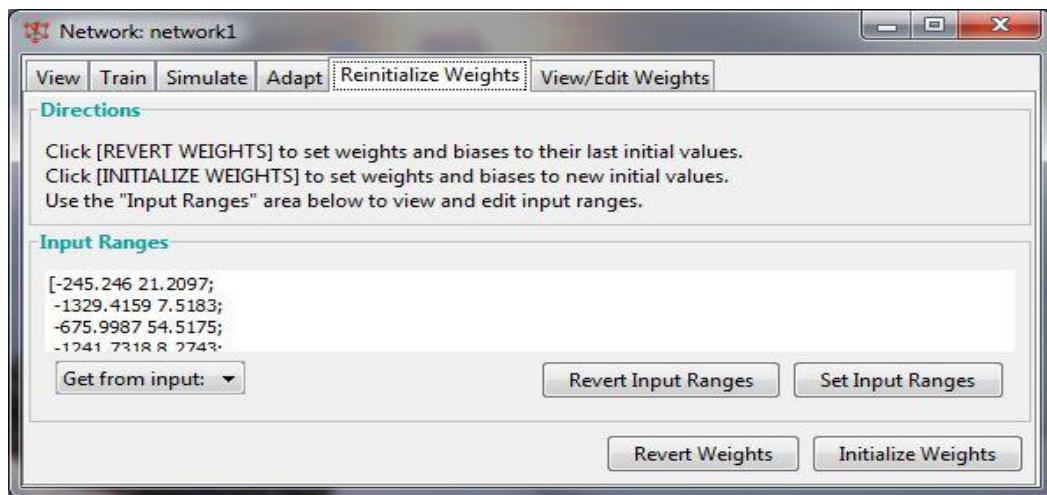 Network: network1
View Train Simulate Adapt Reinitialize Weights View/Edit Weights
Directions
Click [REVERT WEIGHTS] to set weights and biases to their last initial values.
Click [INITIALIZE WEIGHTS] to set weights and biases to new initial values.
Use the "Input Ranges" area below to view and edit input ranges.
Input Ranges
[-245.246 21.2097;
-1329.4159 7.5183;
-675.9987 54.5175;
-1241.7318 8.2743;
Get from input: Revert Input Ranges Set Input Ranges
Revert Weights Initialize Weights